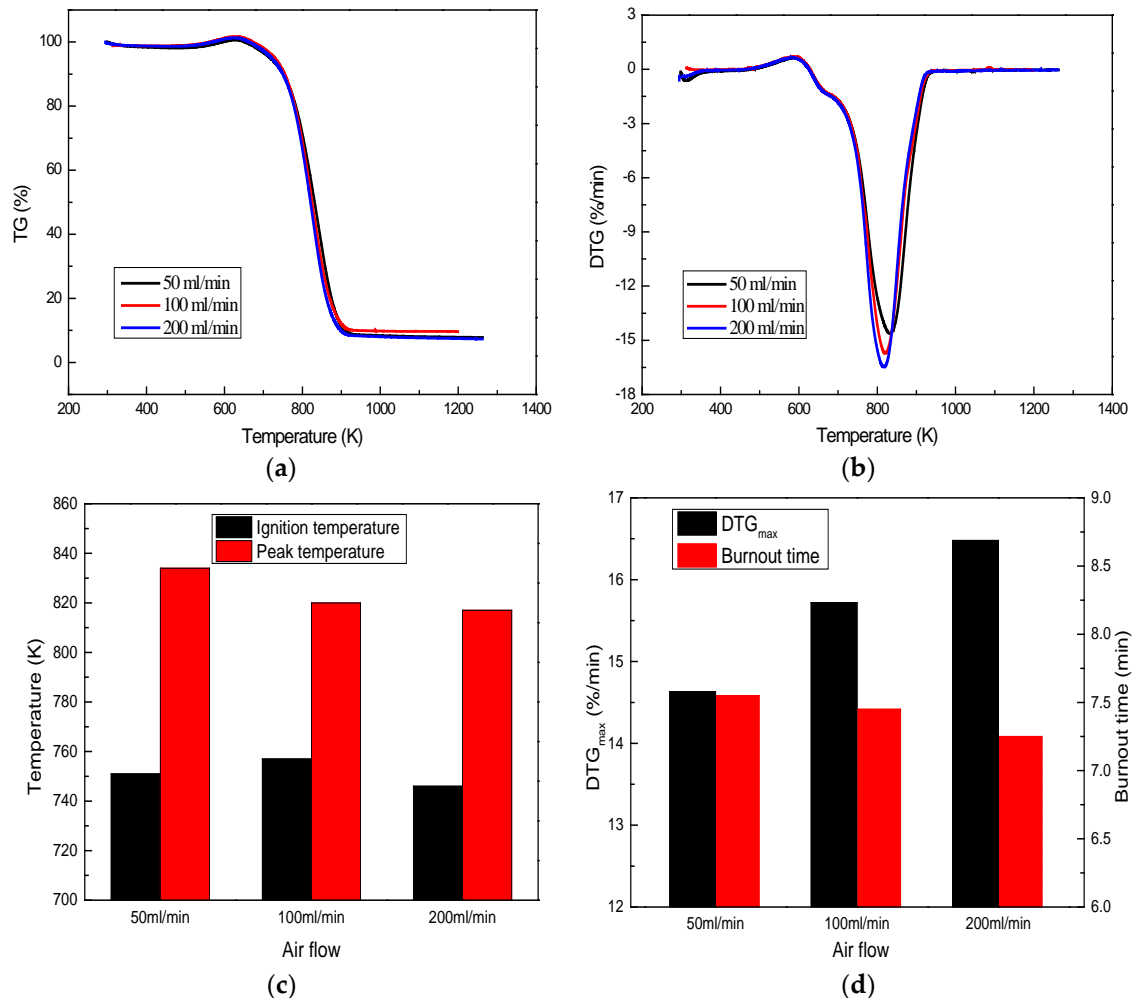 100
80
60
40
20
0
TG (%)
50 ml/min
100 ml/min
200 ml/min
200 400 600 800 1000 1200 1400
Temperature (K)
(a)
3
0
-3
-6
-9
-12
-15
-18
DTG (%/min)
50 ml/min
100 ml/min
200 ml/min
200 400 600 800 1000 1200 1400
Temperature (K)
(b)
860
840
820
800
780
760
740
720
700
Temperature (K)
Ignition temperature
Peak temperature
50ml/min 100ml/min 200ml/min
Air flow
(c)
17
16
15
14
13
12
DTGmax (%/min)
DTGmax
Burnout time
9.0
8.5
8.0
7.5
7.0
6.5
6.0
Burnout time (min)
50ml/min 100ml/min 200ml/min
Air flow
(d)